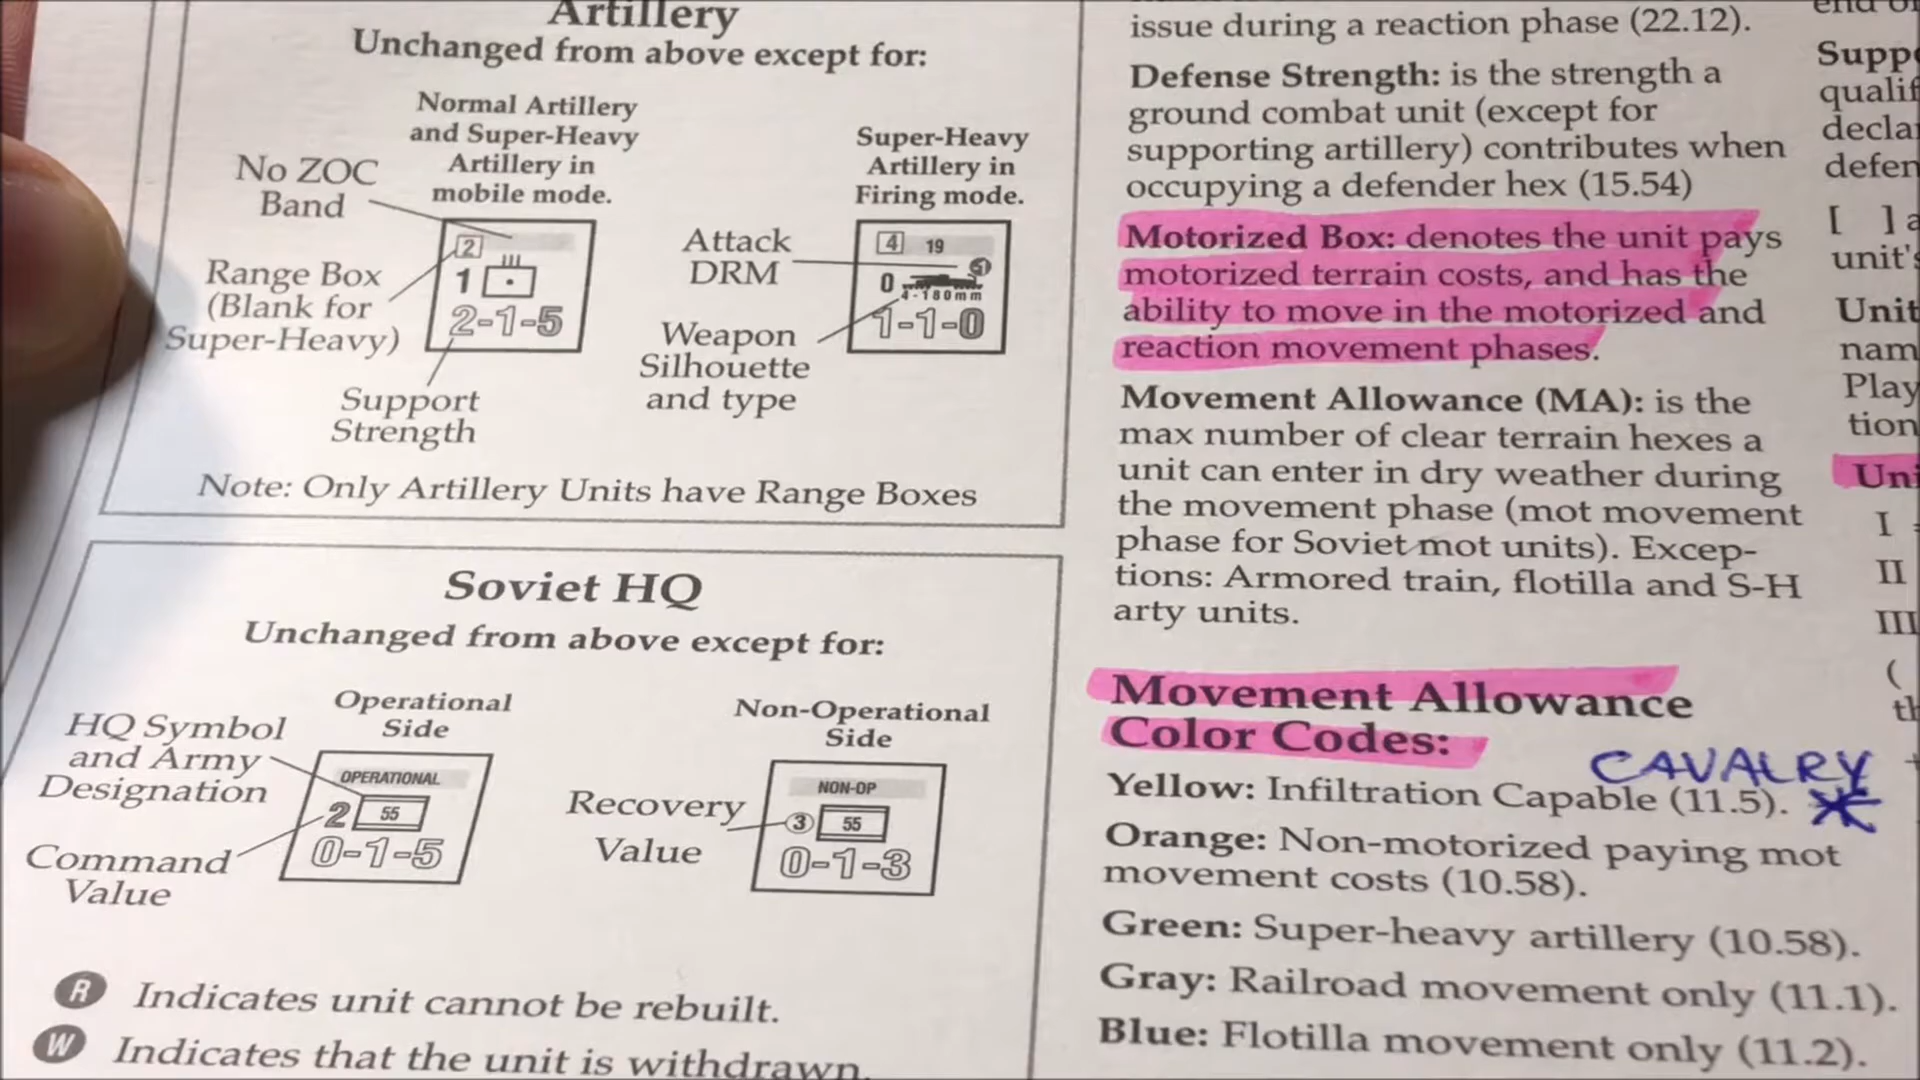 Artillery
Unchanged from above except for:
Normal Artillery
and Super-Heavy
Artillery in
mobile mode.
Super-Heavy
Artillery in
Firing mode.
No ZOC
Band
Range Box
(Blank for
Super-Heavy)
2
1
2-1-5
Support
Strength
Attack
DRM
Weapon
Silhouette
and type
4 19
0
4-180mm
1-1-0
Note: Only Artillery Units have Range Boxes
Soviet HQ
Unchanged from above except for:
Operational
Side
Non-Operational
Side
HQ Symbol
and Army
Designation
Command
Value
OPERATIONAL
2 55
0-1-5
Recovery
Value
NON-OP
3 55
0-1-3
R Indicates unit cannot be rebuilt.
W Indicates that the unit is withdrawn.
issue during a reaction phase (22.12).
Defense Strength: is the strength a
ground combat unit (except for
supporting artillery) contributes when
occupying a defender hex (15.54)
Motorized Box: denotes the unit pays
motorized terrain costs, and has the
ability to move in the motorized and
reaction movement phases.
Movement Allowance (MA): is the
max number of clear terrain hexes a
unit can enter in dry weather during
the movement phase (mot movement
phase for Soviet mot units). Excep-
tions: Armored train, flotilla and S-H
arty units.
Movement Allowance
Color Codes:
CAVALRY
Yellow: Infiltration Capable (11.5).
Orange: Non-motorized paying mot
movement costs (10.58).
Green: Super-heavy artillery (10.58).
Gray: Railroad movement only (11.1).
Blue: Flotilla movement only (11.2).
[ ] a
unit's
Unit
Play
tion
I
II
III
(